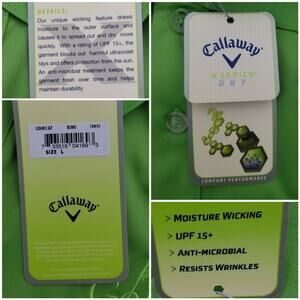 DETAILS:
Our unique wicking feature draws
moisture to the outer surface and
causes it to spread out and dry more
quickly. With a rating of UPF 15+, the
garment blocks out harmful ultraviolet
rays and offers protection from the sun.
An anti-microbial treatment keeps the
garment fresh over time and helps
maintain durability.
Callaway
X SERIES
DRY
COMFORT PERFORMANCE
KIWI
SIZE L
Callaway
> MOISTURE WICKING
> UPF 15+
> ANTI-MICROBIAL
> RESISTS WRINKLES